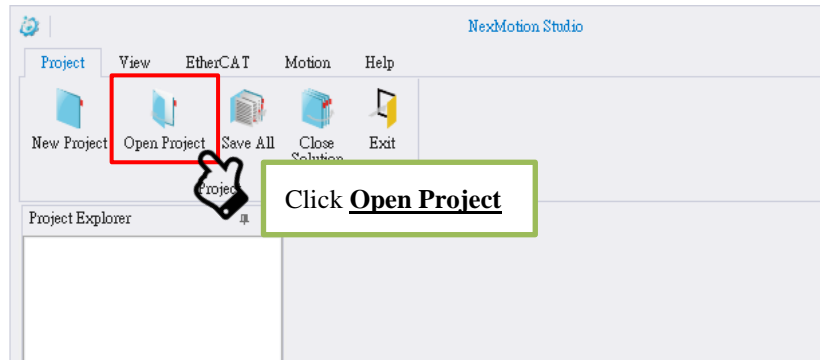 NexMotion Studio
Project View EtherCAT Motion Help
New Project Open Project Save All Close Solution Exit
Project
Click Open Project
Project Explorer